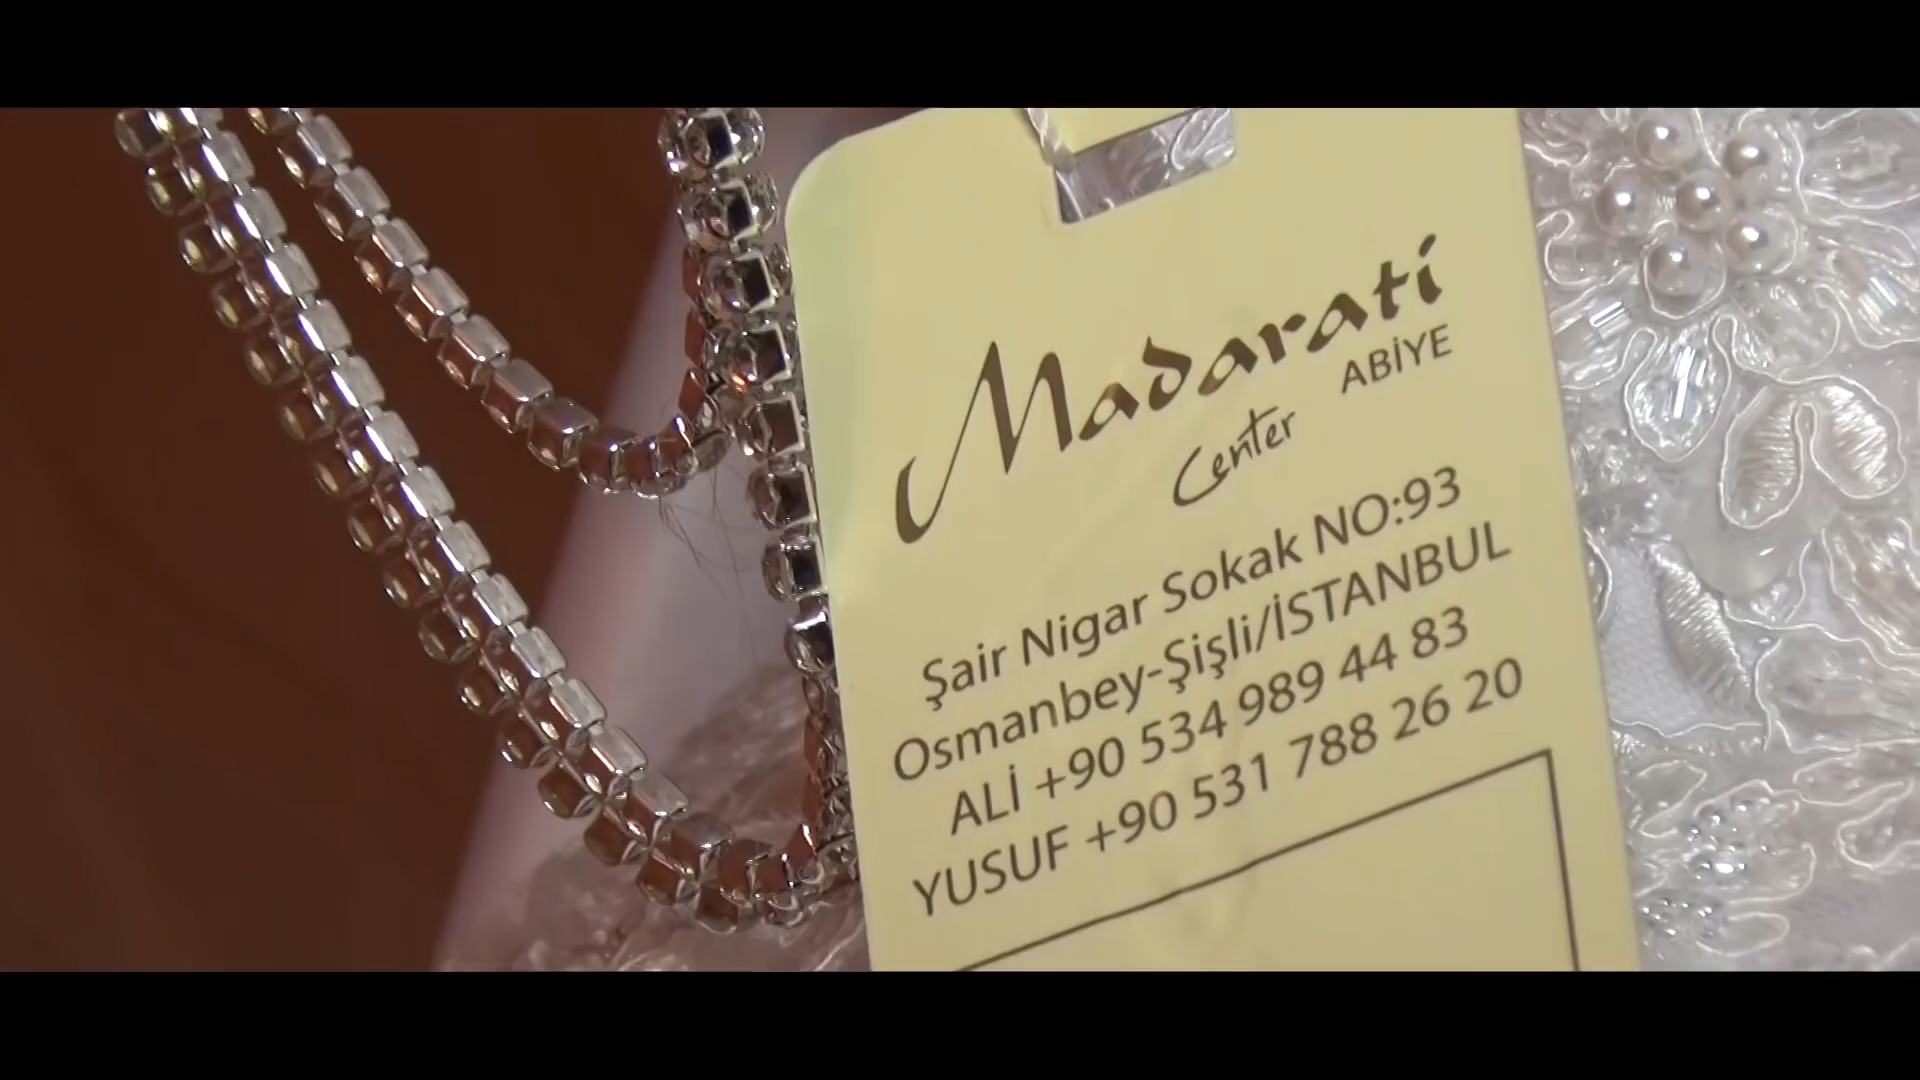 Madarati
ABİYE
Center
Şair Nigar Sokak NO:93
Osmanbey-Şişli/İSTANBUL
ALİ +90 534 989 44 83
YUSUF +90 531 788 26 20